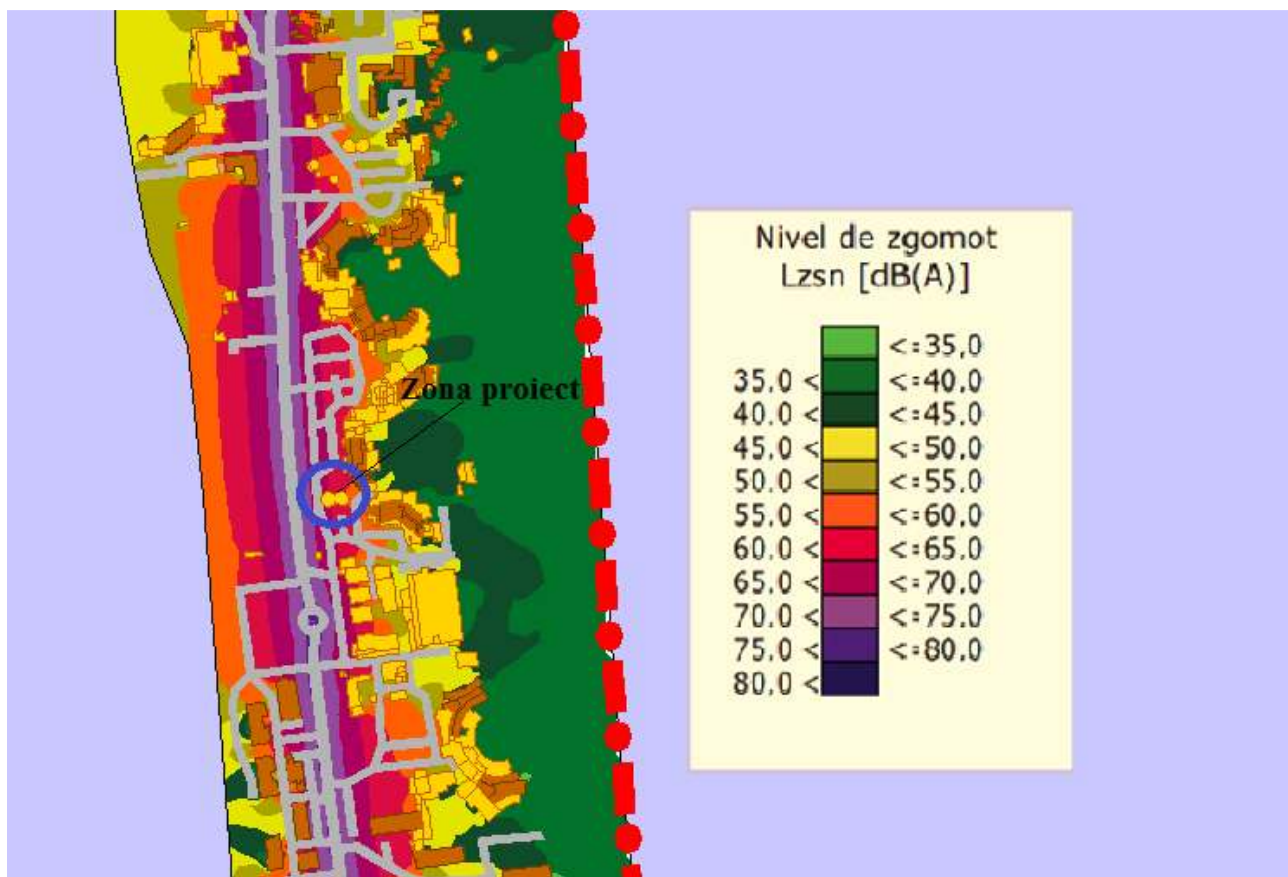 Zona proiect
Nivel de zgomot
Lzsn [dB(A)]
<=35,0
35,0 < <=40,0
40,0 < <=45,0
45,0 < <=50,0
50,0 < <=55,0
55,0 < <=60,0
60,0 < <=65,0
65,0 < <=70,0
70,0 < <=75,0
75,0 < <=80,0
80,0 <